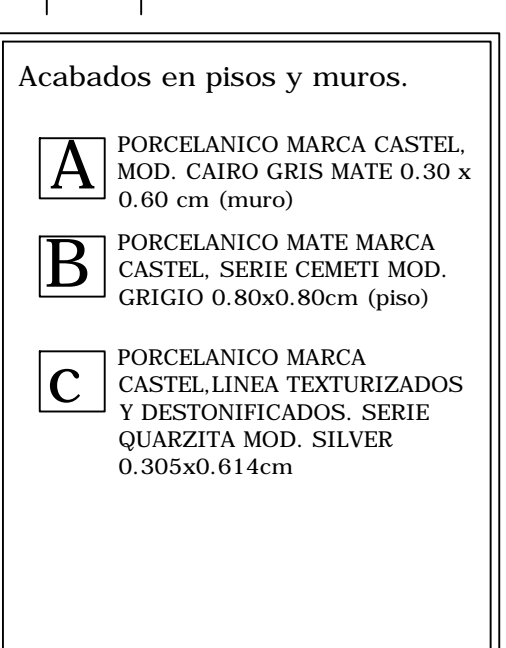 Acabados en pisos y muros.
A
PORCELANICO MARCA CASTEL,
MOD. CAIRO GRIS MATE 0.30 x
0.60 cm (muro)
B
PORCELANICO MATE MARCA
CASTEL, SERIE CEMETI MOD.
GRIGIO 0.80x0.80cm (piso)
c
PORCELANICO MARCA
CASTEL,LINEA TEXTURIZADOS
Y DESTONIFICADOS. SERIE
QUARZITA MOD. SILVER
0.305x0.614cm